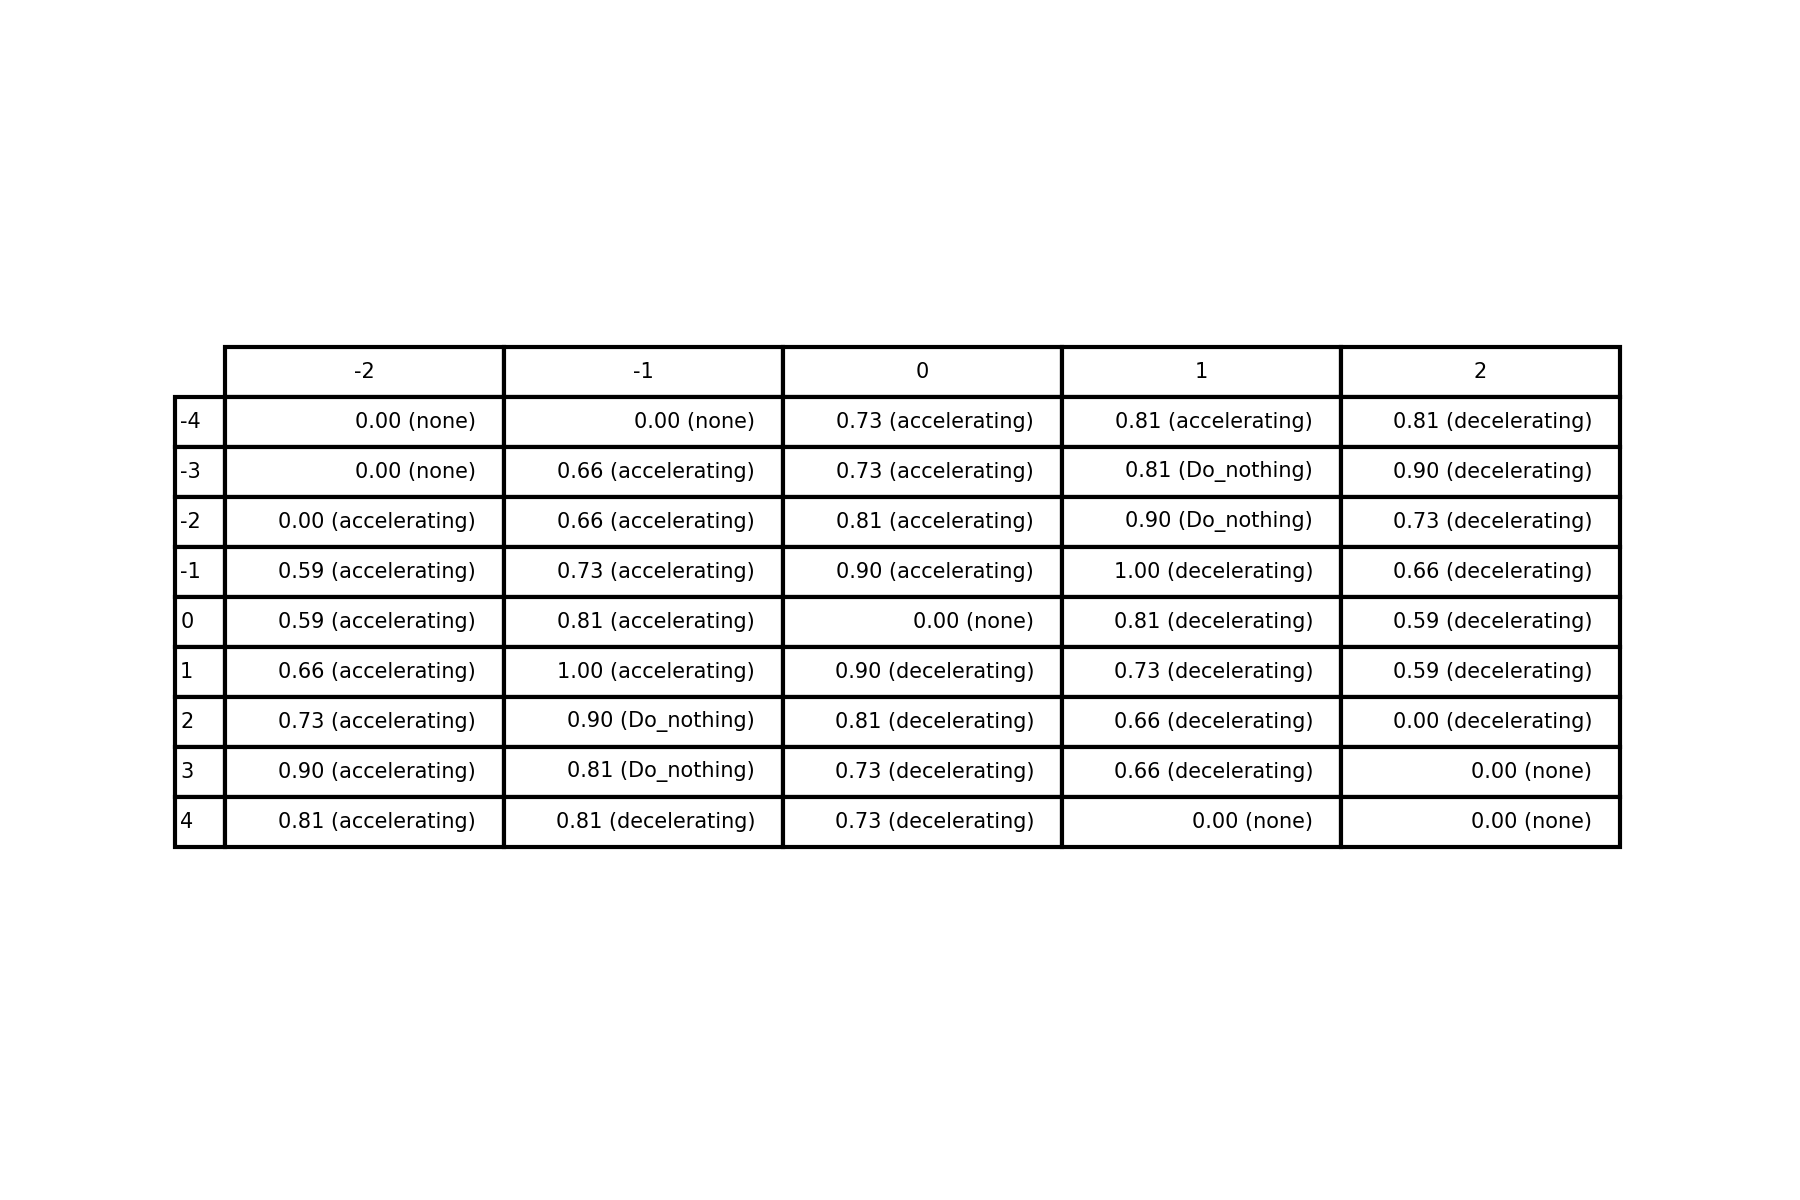 -2 -1 0 1 2
-4 0.00 (none) 0.00 (none) 0.73 (accelerating) 0.81 (accelerating) 0.81 (decelerating)
-3 0.00 (none) 0.66 (accelerating) 0.73 (accelerating) 0.81 (Do_nothing) 0.90 (decelerating)
-2 0.00 (accelerating) 0.66 (accelerating) 0.81 (accelerating) 0.90 (Do_nothing) 0.73 (decelerating)
-1 0.59 (accelerating) 0.73 (accelerating) 0.90 (accelerating) 1.00 (decelerating) 0.66 (decelerating)
0 0.59 (accelerating) 0.81 (accelerating) 0.00 (none) 0.81 (decelerating) 0.59 (decelerating)
1 0.66 (accelerating) 1.00 (accelerating) 0.90 (decelerating) 0.73 (decelerating) 0.59 (decelerating)
2 0.73 (accelerating) 0.90 (Do_nothing) 0.81 (decelerating) 0.66 (decelerating) 0.00 (decelerating)
3 0.90 (accelerating) 0.81 (Do_nothing) 0.73 (decelerating) 0.66 (decelerating) 0.00 (none)
4 0.81 (accelerating) 0.81 (decelerating) 0.73 (decelerating) 0.00 (none) 0.00 (none)